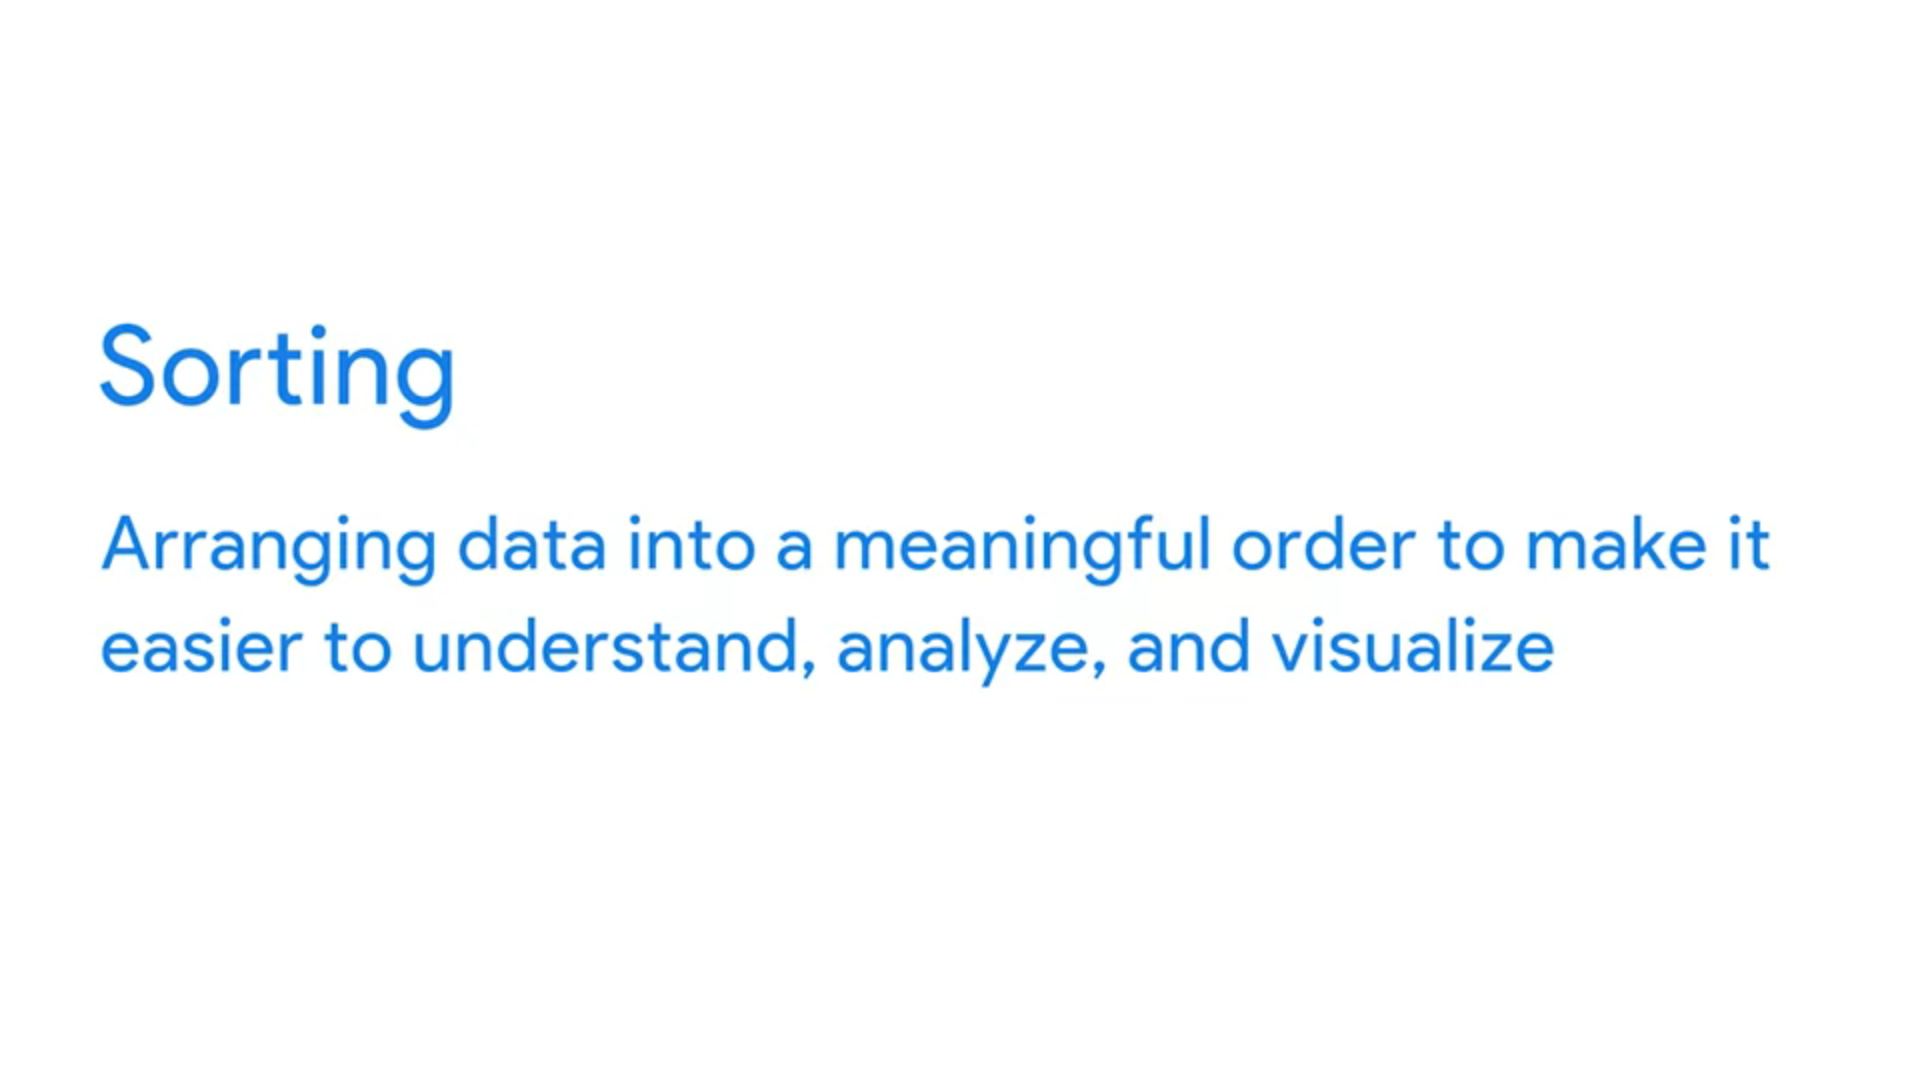 Sorting
Arranging data into a meaningful order to make it
easier to understand, analyze, and visualize